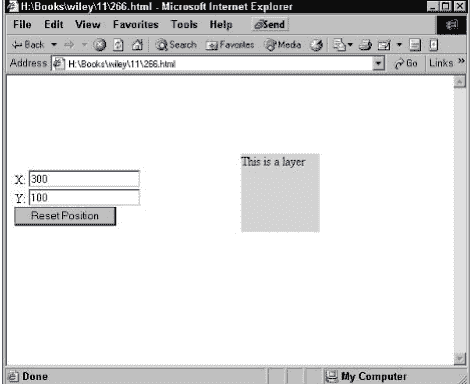 H:\Books\wiley\11\266.html - Microsoft Internet Explorer
File Edit View Favorites Tools Help Send
Back Search Favorites Media
Address H:\Books\wiley\11\266.html Go Links »
This is a layer
X: 300
Y: 100
Reset Position
Done My Computer